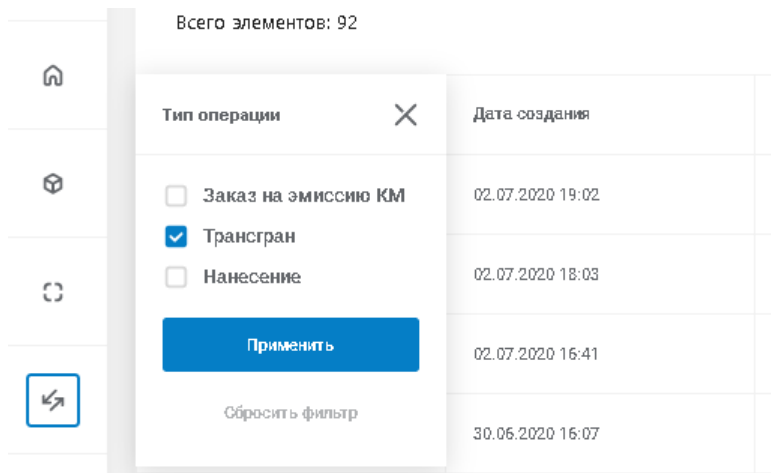 Всего элементов: 92
Тип операции
Дата создания
Заказ на эмиссию КМ
02.07.2020 19:02
Трансгран
Нанесение
02.07.2020 18:03
Применить
02.07.2020 16:41
Сбросить фильтр
30.06.2020 16:07